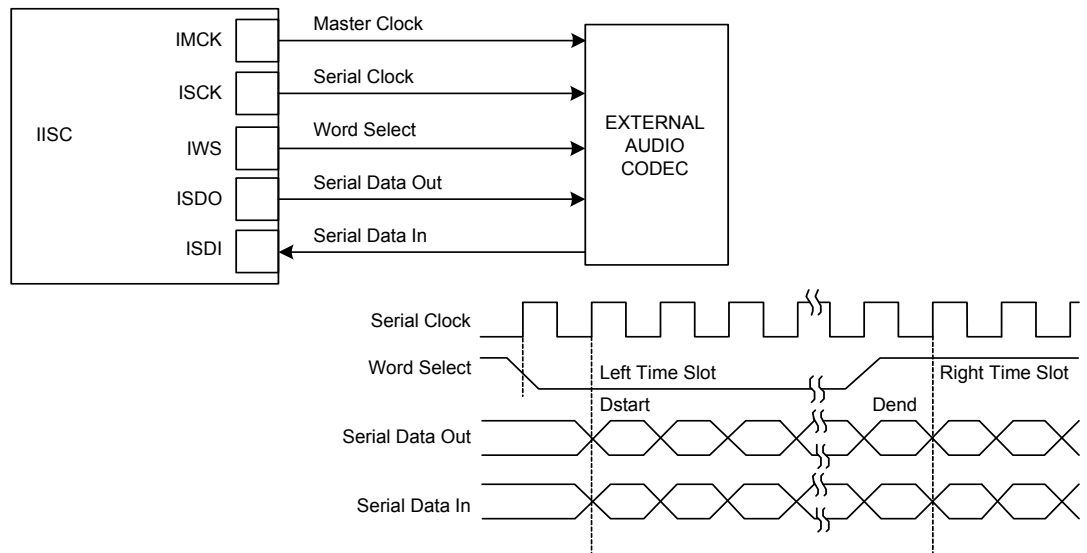 IISC
IMCK
ISCK
IWS
ISDO
ISDI
Master Clock
Serial Clock
Word Select
Serial Data Out
Serial Data In
EXTERNAL
AUDIO
CODEC
Serial Clock
Word Select
Left Time Slot
Right Time Slot
Dstart
Dend
Serial Data Out
Serial Data In